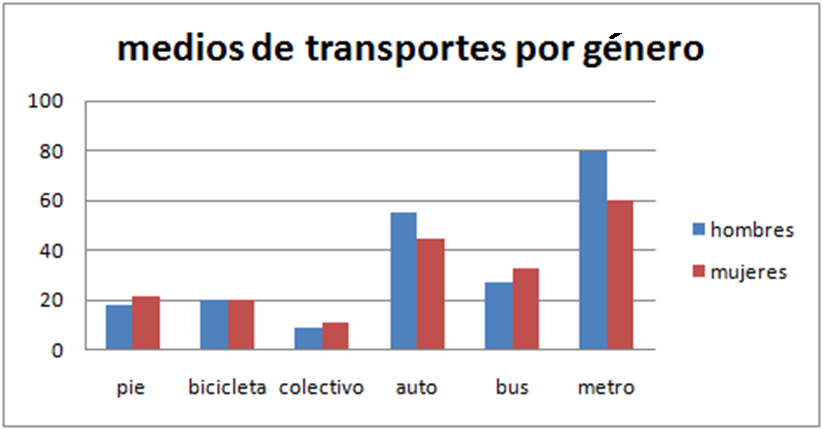 medios de transportes por género
100
80
60
40
20
0
pie bicicleta colectivo auto bus metro
hombres
mujeres